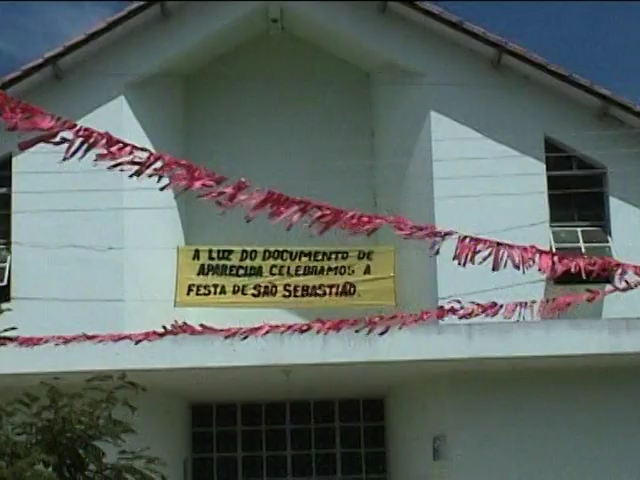 A LUZ DO DOCUMENTO DE
APARECIDA CELEBRAMOS A
FESTA DE SÃO SEBASTIÃO.